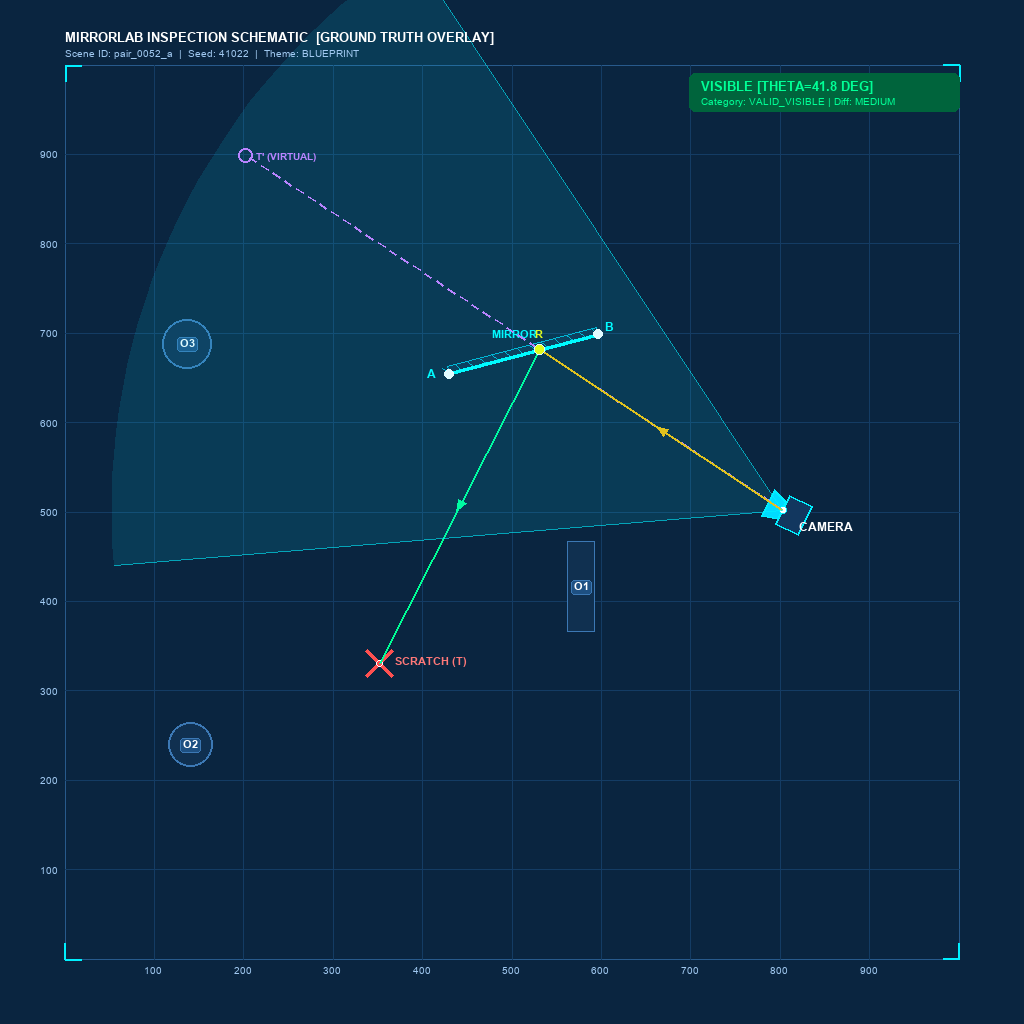 MIRRORLAB INSPECTION SCHEMATIC [GROUND TRUTH OVERLAY]
Scene ID: pair_0052_a | Seed: 41022 | Theme: BLUEPRINT
VISIBLE [THETA=41.8 DEG]
Category: VALID_VISIBLE | Diff: MEDIUM
T' (VIRTUAL)
MIRROR
R
B
A
O3
CAMERA
O1
SCRATCH (T)
O2
900
800
700
600
500
400
300
200
100
100 200 300 400 500 600 700 800 900